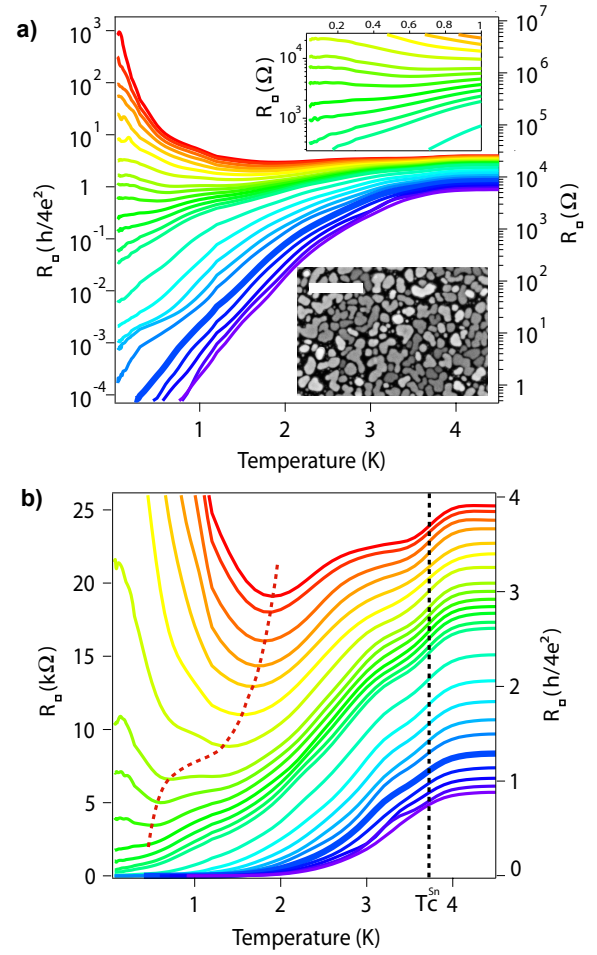 a)
10³
10²
10¹
1
10⁻¹
10⁻²
10⁻³
10⁻⁴
R□(h/4e²)
0.2 0.4 0.6 0.8 1
10⁴
10³
R□(Ω)
10⁷
10⁶
10⁵
10⁴
10³
10²
10¹
1
R□(Ω)
1 2 3 4
Temperature (K)
b)
25
20
15
10
5
0
R□(kΩ)
4
3
2
1
0
R□(h/4e²)
1 2 3 Tc^Sn 4
Temperature (K)